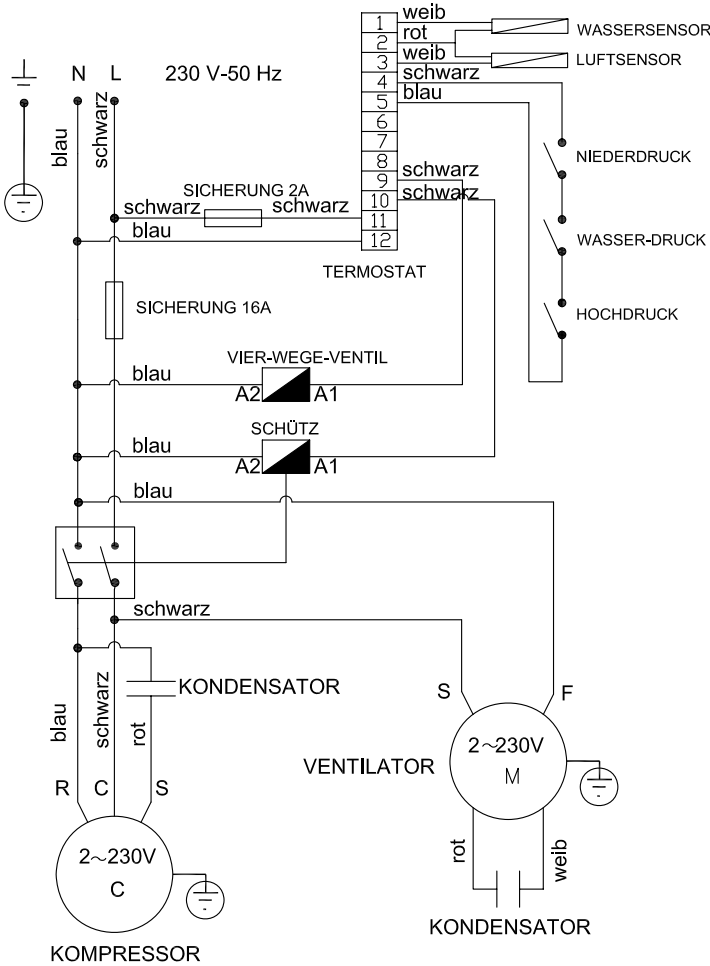 1 weib WASSERSENSOR
2 rot
3 weib LUFTSENSOR
4 schwarz
5 blau
6
7
8
9 schwarz
10 schwarz
11
12
TERMOSTAT
N L 230 V-50 Hz
blau
schwarz
SICHERUNG 2A
schwarz schwarz
blau
NIEDERDRUCK
WASSER-DRUCK
HOCHDRUCK
SICHERUNG 16A
VIER-WEGE-VENTIL
blau
A2 A1
SCHÜTZ
blau
A2 A1
blau
schwarz
KONDENSATOR
blau
schwarz
rot
R C S
2~230V
C
KOMPRESSOR
S F
VENTILATOR
2~230V
M
rot
weib
KONDENSATOR